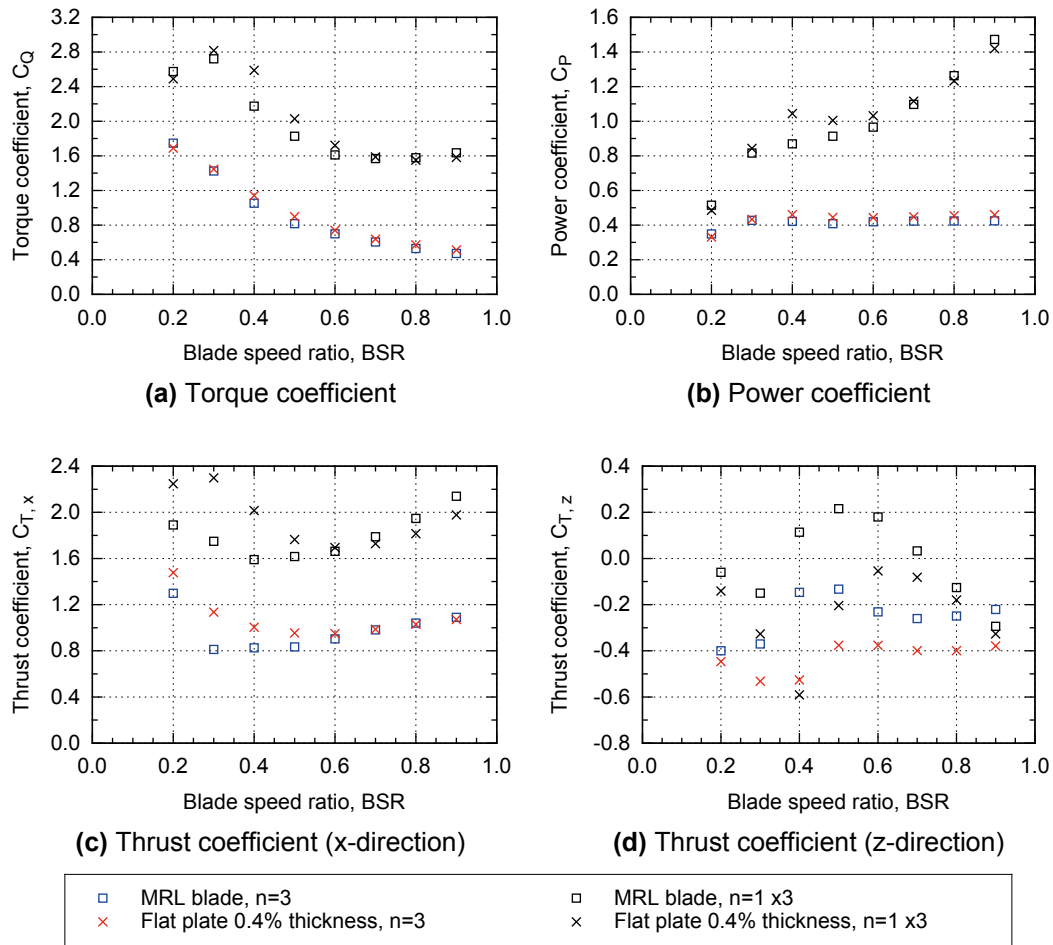 3.2
2.8
2.4
2.0
1.6
1.2
0.8
0.4
0.0
Torque coefficient, C_Q
0.0 0.2 0.4 0.6 0.8 1.0
Blade speed ratio, BSR
(a) Torque coefficient
1.6
1.4
1.2
1.0
0.8
0.6
0.4
0.2
0.0
Power coefficient, C_P
0.0 0.2 0.4 0.6 0.8 1.0
Blade speed ratio, BSR
(b) Power coefficient
2.4
2.0
1.6
1.2
0.8
0.4
0.0
Thrust coefficient, C_T, x
0.0 0.2 0.4 0.6 0.8 1.0
Blade speed ratio, BSR
(c) Thrust coefficient (x-direction)
0.4
0.2
0.0
-0.2
-0.4
-0.6
-0.8
Thrust coefficient, C_T, z
0.0 0.2 0.4 0.6 0.8 1.0
Blade speed ratio, BSR
(d) Thrust coefficient (z-direction)
MRL blade, n=3
Flat plate 0.4% thickness, n=3
MRL blade, n=1 x3
Flat plate 0.4% thickness, n=1 x3